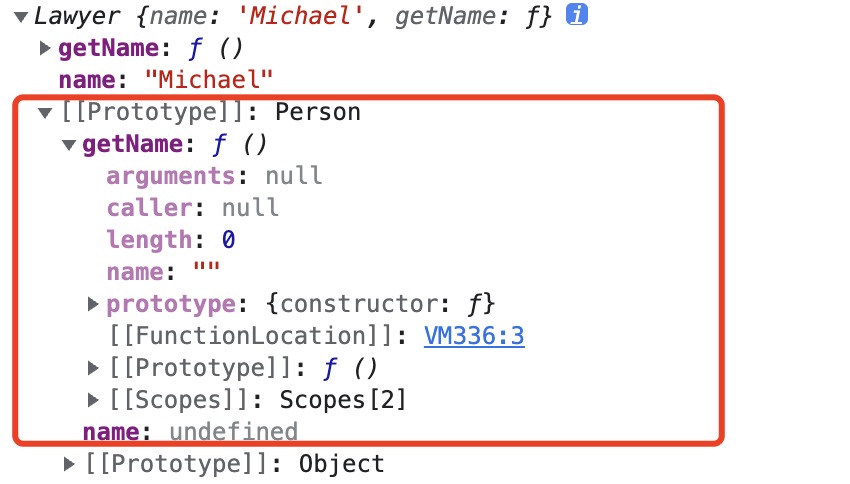 Lawyer {name: 'Michael', getName: ƒ} i
getName: ƒ ()
name: "Michael"
[[Prototype]]: Person
getName: ƒ ()
arguments: null
caller: null
length: 0
name: ""
prototype: {constructor: ƒ}
[[FunctionLocation]]: VM336:3
[[Prototype]]: ƒ ()
[[Scopes]]: Scopes[2]
name: undefined
[[Prototype]]: Object